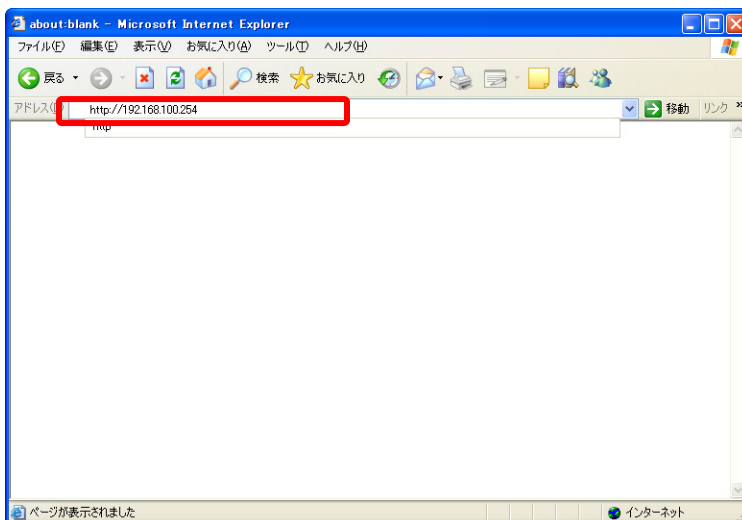 about:blank - Microsoft Internet Explorer
ファイル(F) 編集(E) 表示(V) お気に入り(A) ツール(T) ヘルプ(H)
戻る 検索 お気に入り
アドレス(D) http://192.168.100.254 移動 リンク »
http
ページが表示されました インターネット